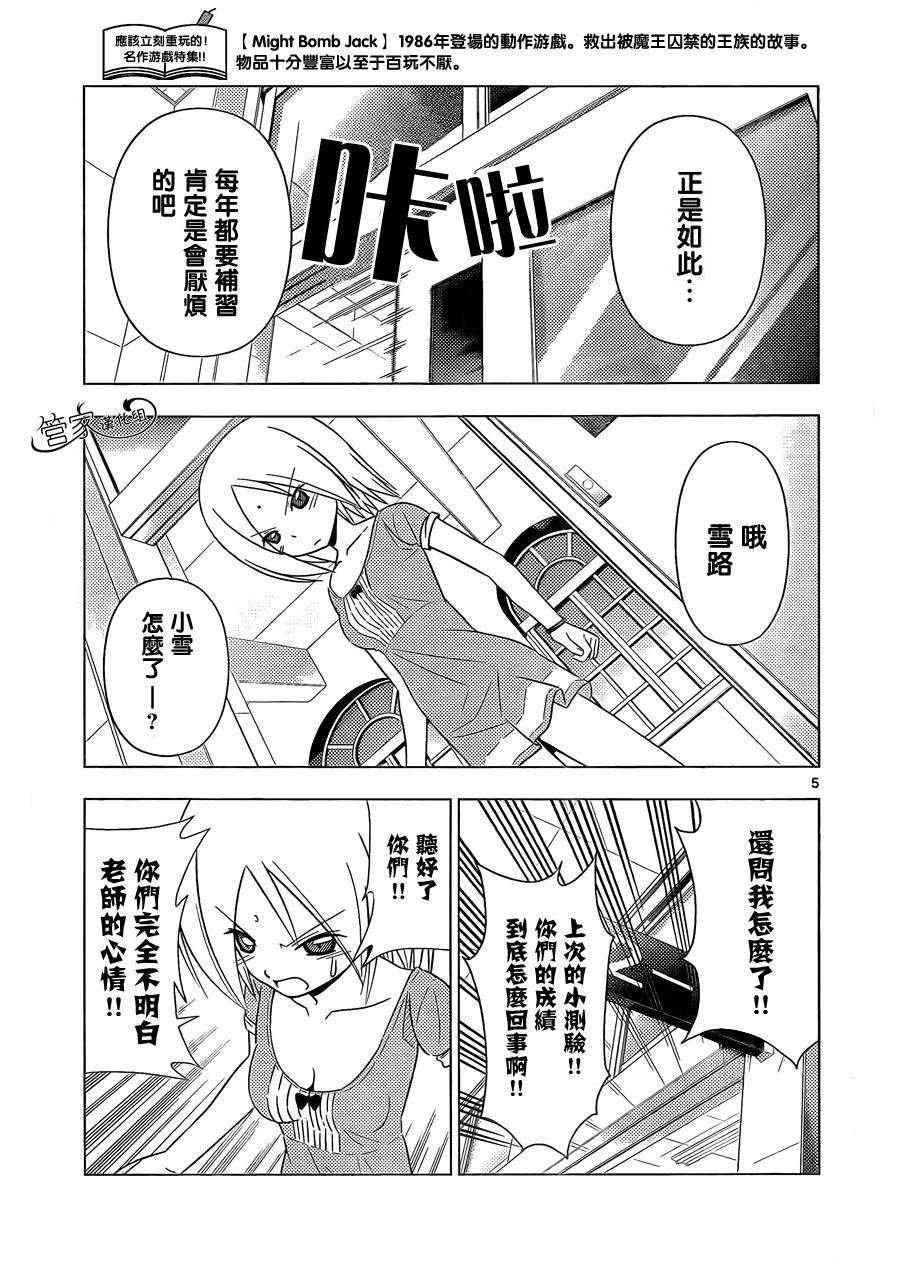 應該立刻重玩的!
名作游戲特集!!
【Might Bomb Jack】1986年登場的動作游戲。救出被魔王囚禁的王族的故事。
物品十分豐富以至于百玩不厭。
正是如此…
咔啦
每年都要補習
肯定是會厭煩
的吧
管家漢化組
哦
雪路
小雪
怎麼了—?
5
還問我怎麼了!!
上次的小測驗!!
你們的成績
到底怎麼回事啊!!
聽好了
你們!!
你們完全不明白
老師的心情!!